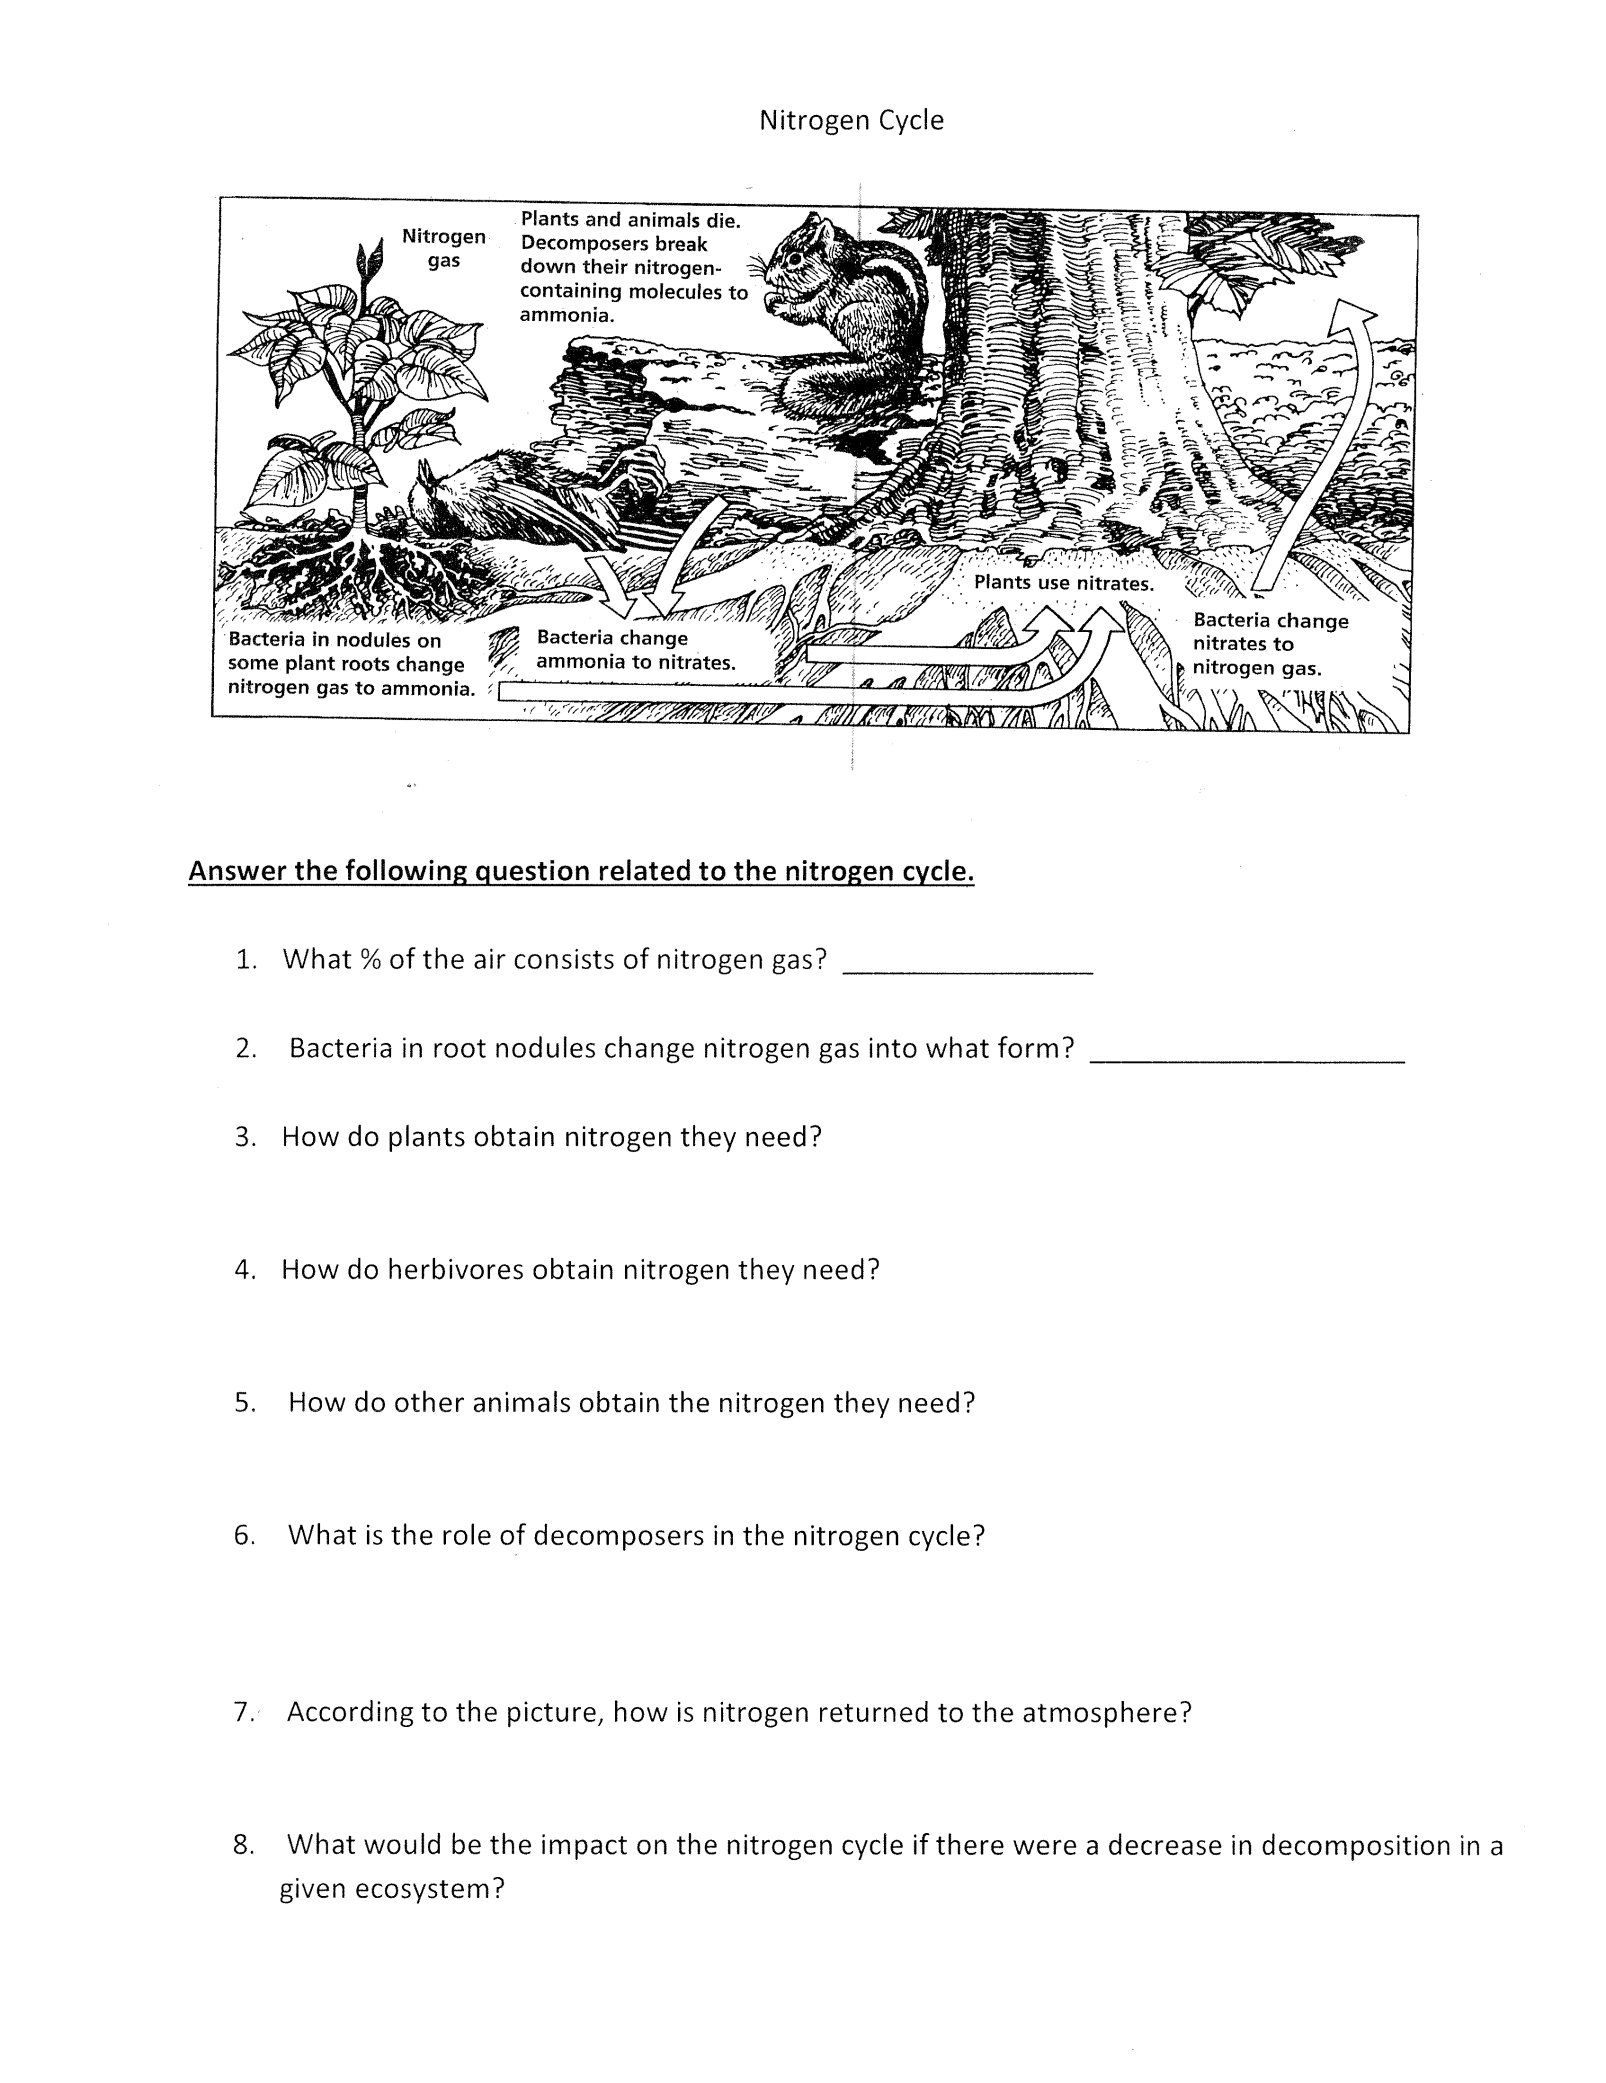 Nitrogen Cycle
Nitrogen
gas
Plants and animals die.
Decomposers break
down their nitrogen-
containing molecules to
ammonia.
Plants use nitrates.
Bacteria in nodules on
some plant roots change
nitrogen gas to ammonia.
Bacteria change
ammonia to nitrates.
Bacteria change
nitrates to
nitrogen gas.
Answer the following question related to the nitrogen cycle.
1. What % of the air consists of nitrogen gas? ________________
2. Bacteria in root nodules change nitrogen gas into what form? ____________________
3. How do plants obtain nitrogen they need?
4. How do herbivores obtain nitrogen they need?
5. How do other animals obtain the nitrogen they need?
6. What is the role of decomposers in the nitrogen cycle?
7. According to the picture, how is nitrogen returned to the atmosphere?
8. What would be the impact on the nitrogen cycle if there were a decrease in decomposition in a
given ecosystem?